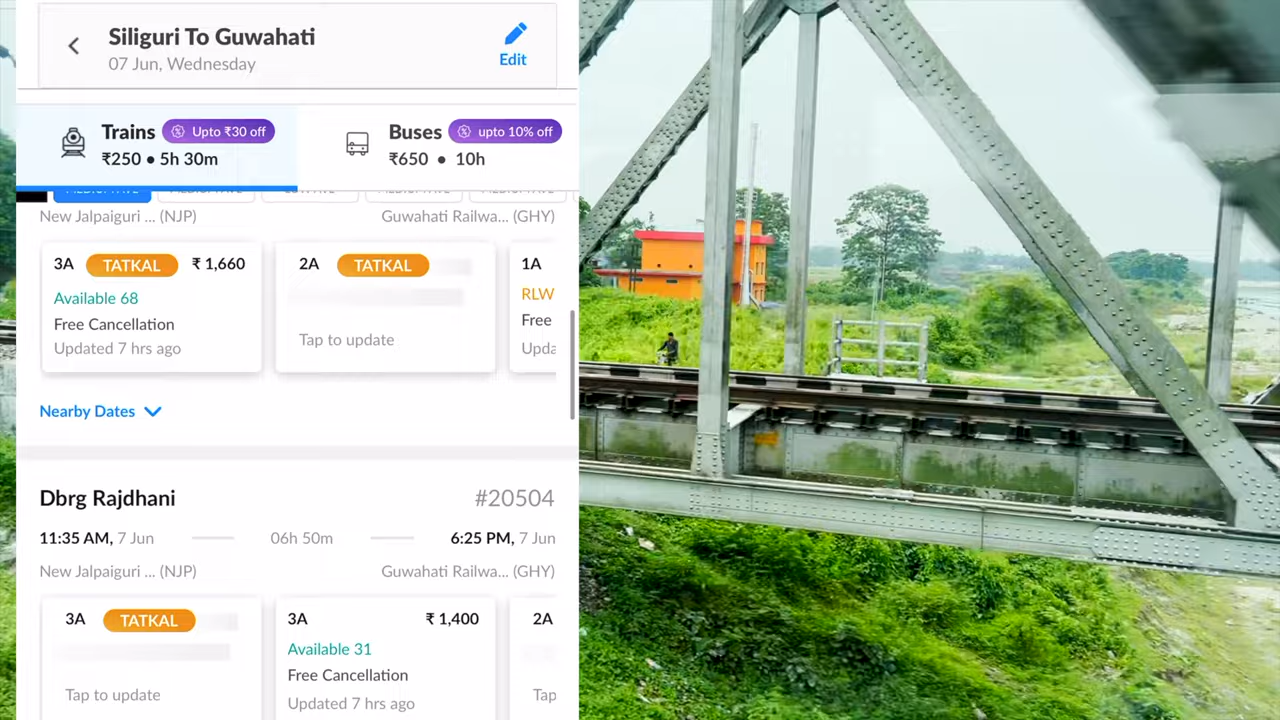 Siliguri To Guwahati
07 Jun, Wednesday
Edit
Trains Upto ₹30 off
₹250 • 5h 30m
Buses upto 10% off
₹650 • 10h
New Jalpaiguri ... (NJP)
Guwahati Railwa... (GHY)
3A TATKAL ₹ 1,660
Available 68
Free Cancellation
Updated 7 hrs ago
2A TATKAL
Tap to update
1A
RLW
Free
Upda
Nearby Dates
Dbrg Rajdhani #20504
11:35 AM, 7 Jun 06h 50m 6:25 PM, 7 Jun
New Jalpaiguri ... (NJP)
Guwahati Railwa... (GHY)
3A TATKAL
Tap to update
3A ₹ 1,400
Available 31
Free Cancellation
Updated 7 hrs ago
2A
Tap